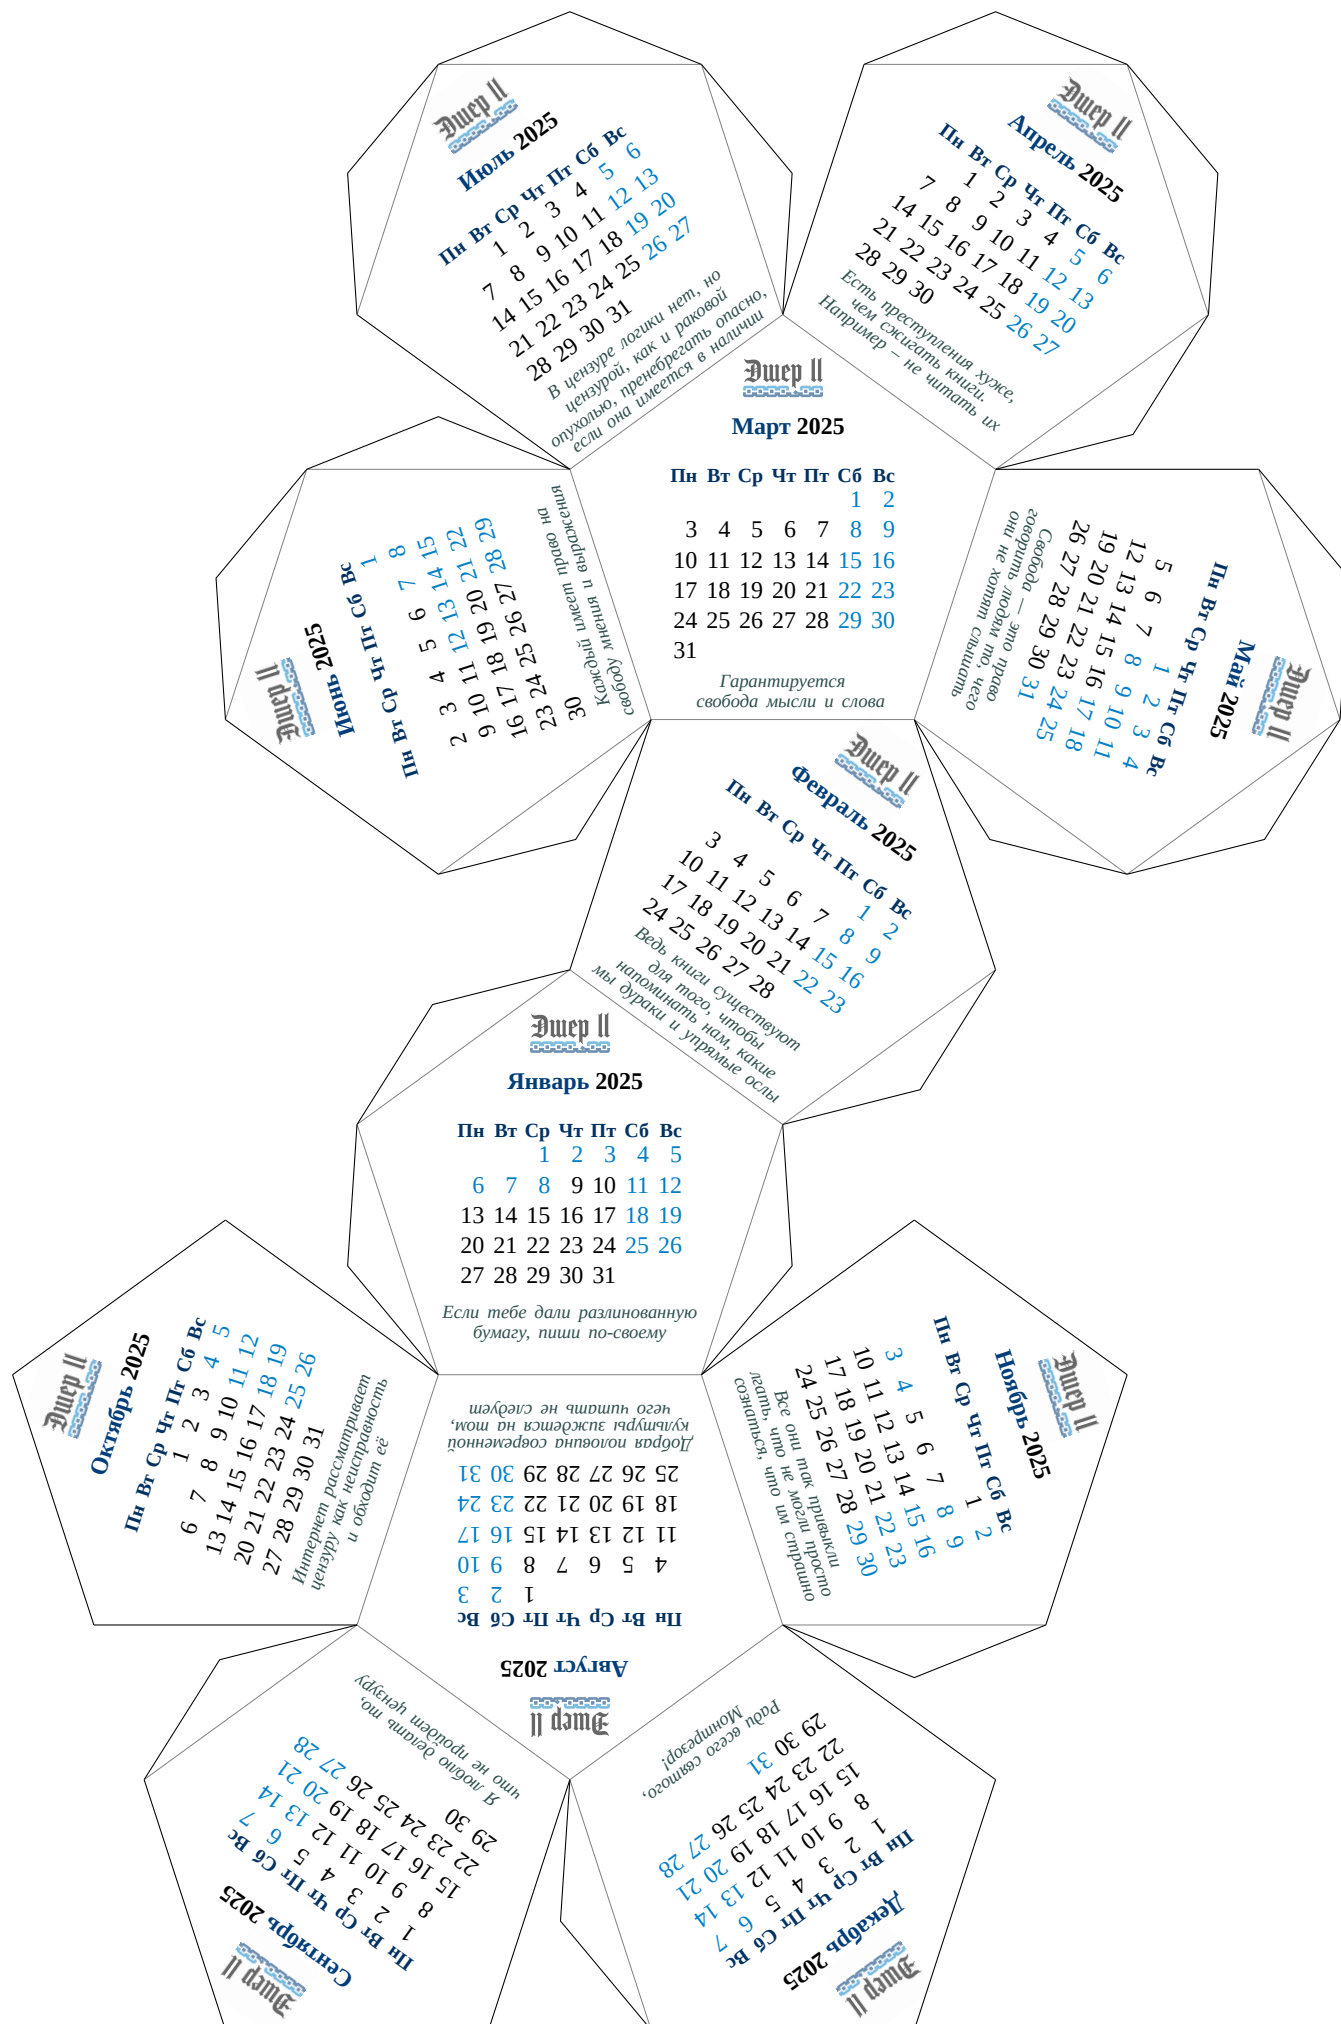 Эшер II
Июль 2025
Пн Вт Ср Чт Пт Сб Вс
1 2 3 4 5 6
7 8 9 10 11 12 13
14 15 16 17 18 19 20
21 22 23 24 25 26 27
28 29 30 31
В цензуре логики нет, но
цензурой, как и раковой
опухолью, пренебрегать опасно,
если она имеется в наличии
Эшер II
Апрель 2025
Пн Вт Ср Чт Пт Сб Вс
1 2 3 4 5 6
7 8 9 10 11 12 13
14 15 16 17 18 19 20
21 22 23 24 25 26 27
28 29 30
Есть преступления хуже,
чем сжигать книги.
Например – не читать их
Эшер II
Март 2025
Пн Вт Ср Чт Пт Сб Вс
1 2
3 4 5 6 7 8 9
10 11 12 13 14 15 16
17 18 19 20 21 22 23
24 25 26 27 28 29 30
31
Гарантируется
свобода мысли и слова
Эшер II
Июнь 2025
Пн Вт Ср Чт Пт Сб Вс
1
2 3 4 5 6 7 8
9 10 11 12 13 14 15
16 17 18 19 20 21 22
23 24 25 26 27 28 29
30
Каждый имеет право на
свободу мнения и выражения
Эшер II
Май 2025
Пн Вт Ср Чт Пт Сб Вс
1 2 3 4
5 6 7 8 9 10 11
12 13 14 15 16 17 18
19 20 21 22 23 24 25
26 27 28 29 30 31
Свобода — это право
говорить людям то, чего
они не хотят слышать
Эшер II
Февраль 2025
Пн Вт Ср Чт Пт Сб Вс
1 2
3 4 5 6 7 8 9
10 11 12 13 14 15 16
17 18 19 20 21 22 23
24 25 26 27 28
Ведь книги существуют
для того, чтобы
напоминать нам, какие
мы дураки и упрямые ослы
Эшер II
Январь 2025
Пн Вт Ср Чт Пт Сб Вс
1 2 3 4 5
6 7 8 9 10 11 12
13 14 15 16 17 18 19
20 21 22 23 24 25 26
27 28 29 30 31
Если тебе дали разлинованную
бумагу, пиши по-своему
Эшер II
Октябрь 2025
Пн Вт Ср Чт Пт Сб Вс
1 2 3 4 5
6 7 8 9 10 11 12
13 14 15 16 17 18 19
20 21 22 23 24 25 26
27 28 29 30 31
Интернет рассматривает
цензуру как неисправность
и обходит её
Эшер II
Ноябрь 2025
Пн Вт Ср Чт Пт Сб Вс
1 2
3 4 5 6 7 8 9
10 11 12 13 14 15 16
17 18 19 20 21 22 23
24 25 26 27 28 29 30
Все они так привыкли
лгать, что не могли просто
сознаться, что им страшно
Эшер II
Август 2025
Пн Вт Ср Чт Пт Сб Вс
1 2 3
4 5 6 7 8 9 10
11 12 13 14 15 16 17
18 19 20 21 22 23 24
25 26 27 28 29 30 31
Добрая половина современной
культуры зиждется на том,
чего читать не следует
Эшер II
Сентябрь 2025
Пн Вт Ср Чт Пт Сб Вс
1 2 3 4 5 6 7
8 9 10 11 12 13 14
15 16 17 18 19 20 21
22 23 24 25 26 27 28
29 30
Я люблю делать то,
что не пройдет цензуру
Эшер II
Декабрь 2025
Пн Вт Ср Чт Пт Сб Вс
1 2 3 4 5 6 7
8 9 10 11 12 13 14
15 16 17 18 19 20 21
22 23 24 25 26 27 28
29 30 31
Ради всего святого,
Монтрезор!